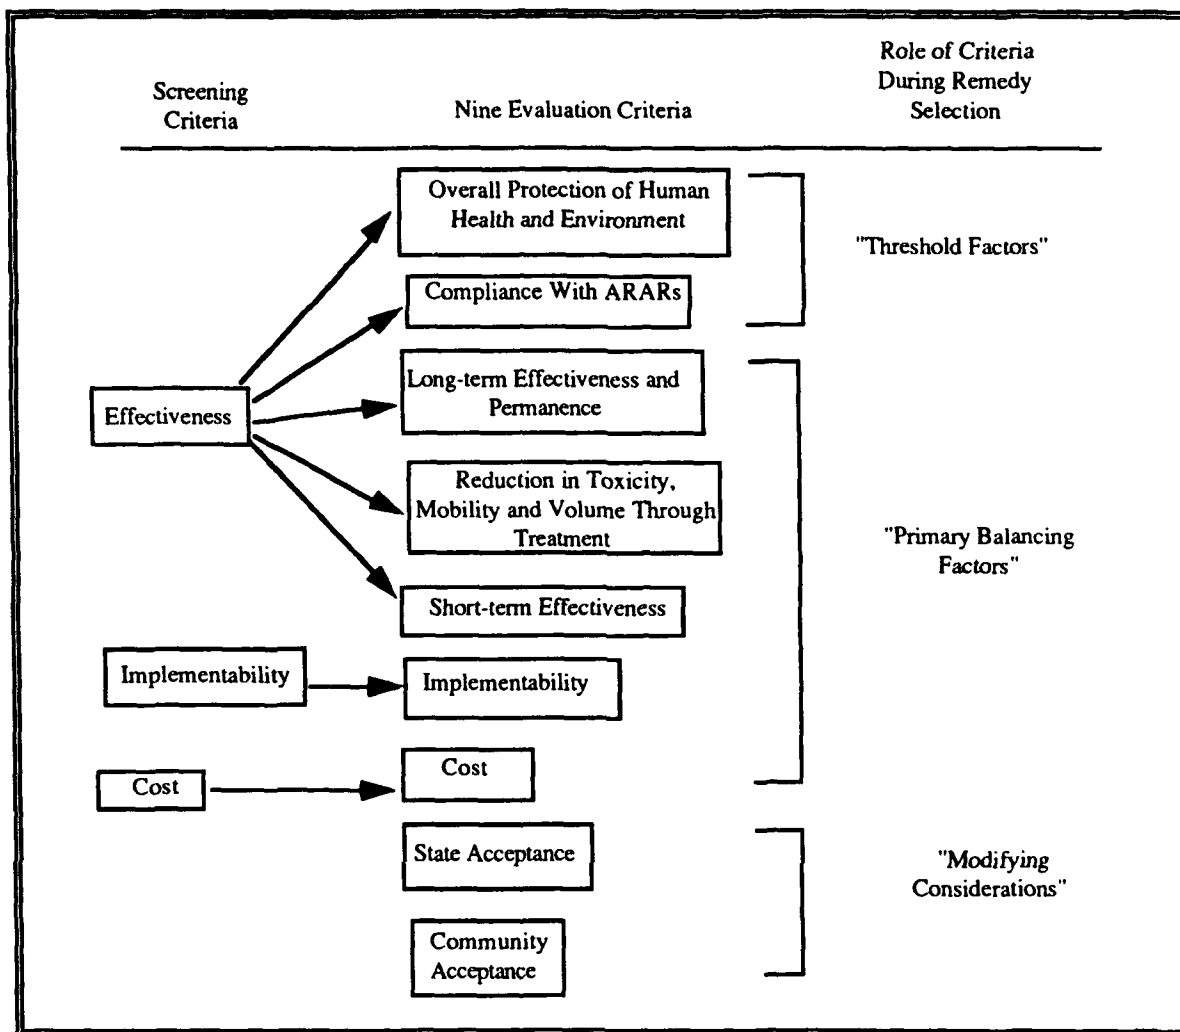 Screening
Criteria
Nine Evaluation Criteria
Role of Criteria
During Remedy
Selection
Overall Protection of Human
Health and Environment
Compliance With ARARs
"Threshold Factors"
Effectiveness
Long-term Effectiveness and
Permanence
Reduction in Toxicity,
Mobility and Volume Through
Treatment
Short-term Effectiveness
"Primary Balancing
Factors"
Implementability
Implementability
Cost
Cost
State Acceptance
Community
Acceptance
"Modifying
Considerations"